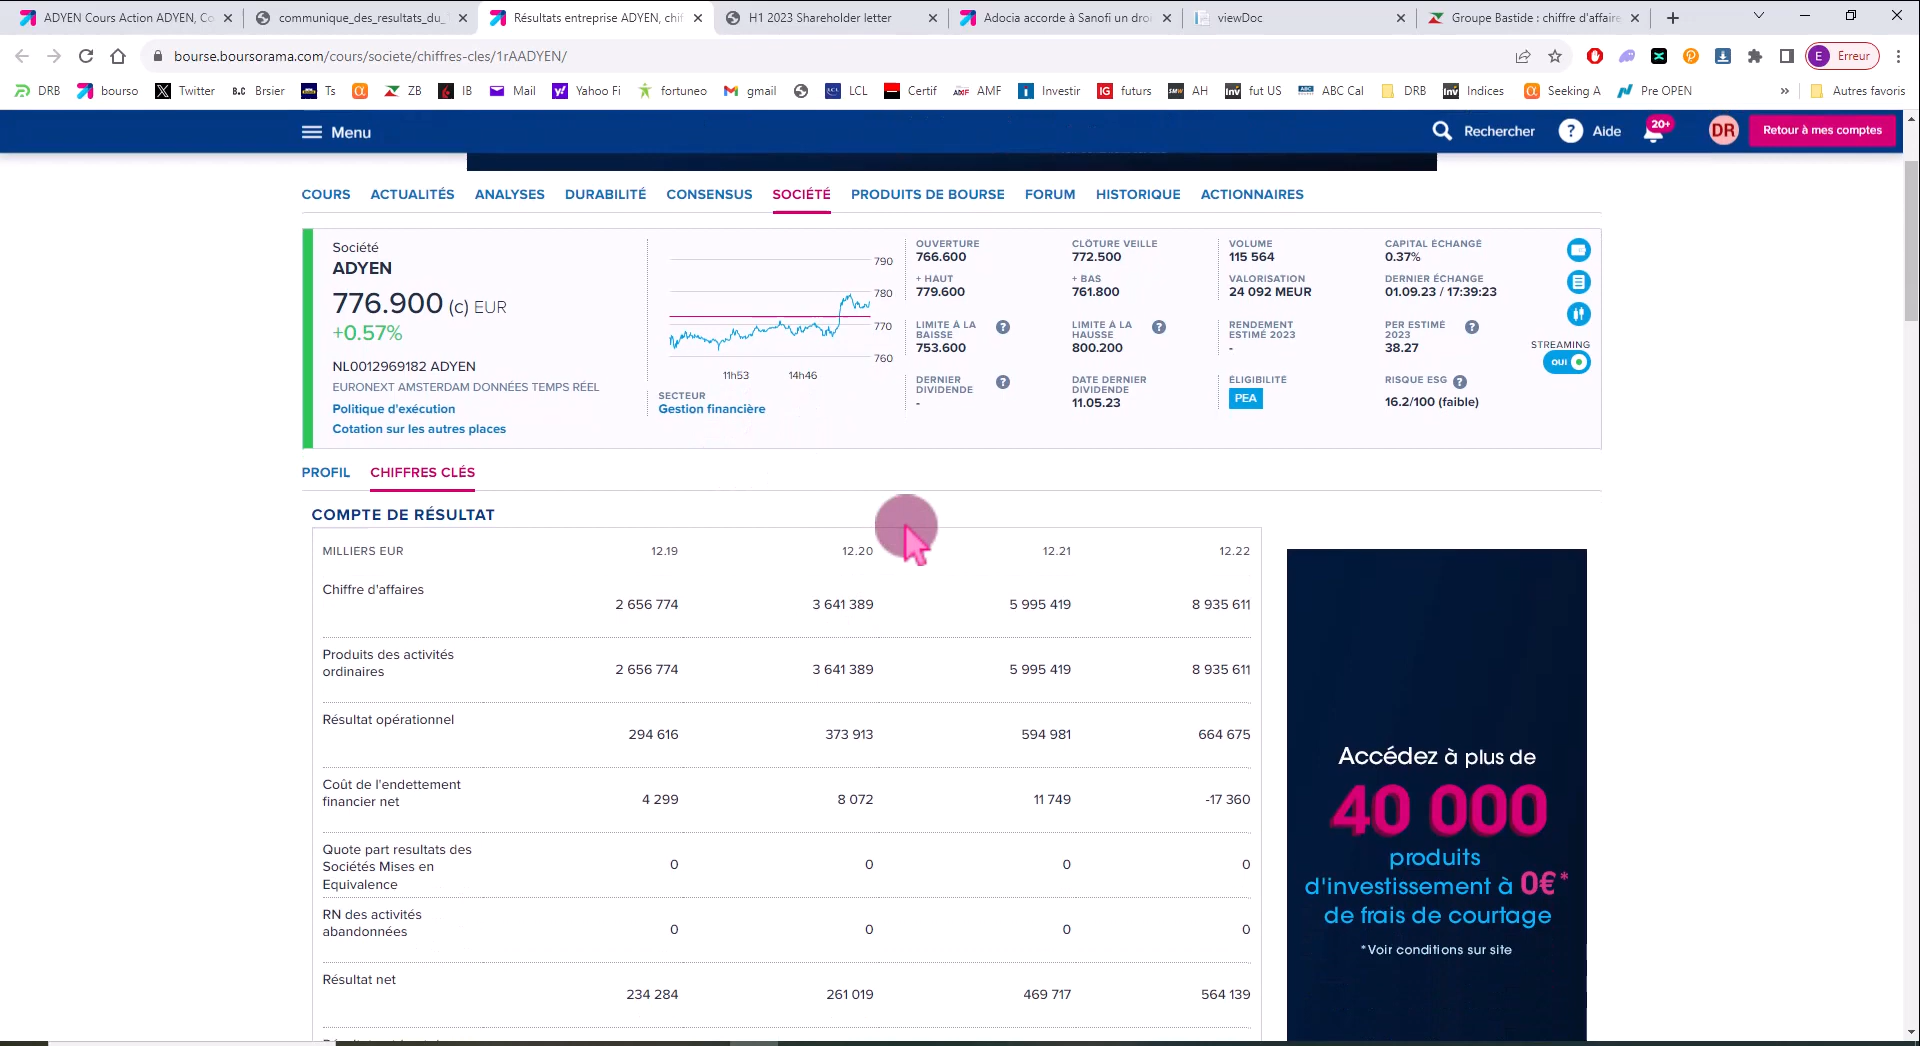 ADYEN Cours Action ADYEN, Co
communique_des_resultats_du_
Résultats entreprise ADYEN, chif
H1 2023 Shareholder letter
Adocia accorde à Sanofi un dro
viewDoc
Groupe Bastide : chiffre d'affaire
bourse.boursorama.com/cours/societe/chiffres-cles/1rAADYEN/
E Erreur
DRB
bourso
Twitter
B.C Brsier
Ts
ZB
IB
Mail
Yahoo Fi
fortuneo
gmail
LCL
Certif
AMF
Investir
IG futurs
AH
Inv fut US
ABC Cal
DRB
Inv Indices
Seeking A
Pre OPEN
»
Autres favoris
Menu
Rechercher
? Aide
20+
DR
Retour à mes comptes
COURS ACTUALITÉS ANALYSES DURABILITÉ CONSENSUS SOCIÉTÉ PRODUITS DE BOURSE FORUM HISTORIQUE ACTIONNAIRES
Société
ADYEN
776.900 (c) EUR
+0.57%
NL0012969182 ADYEN
EURONEXT AMSTERDAM DONNÉES TEMPS RÉEL
Politique d'exécution
Cotation sur les autres places
790
780
770
760
11h53 14h46
SECTEUR
Gestion financière
OUVERTURE
766.600
CLÔTURE VEILLE
772.500
VOLUME
115 564
CAPITAL ÉCHANGÉ
0.37%
+ HAUT
779.600
+ BAS
761.800
VALORISATION
24 092 MEUR
DERNIER ÉCHANGE
01.09.23 / 17:39:23
LIMITE À LA
BAISSE ?
753.600
LIMITE À LA
HAUSSE ?
800.200
RENDEMENT
ESTIMÉ 2023
-
PER ESTIMÉ
2023 ?
38.27
STREAMING
OUI
DERNIER
DIVIDENDE ?
-
DATE DERNIER
DIVIDENDE
11.05.23
ÉLIGIBILITÉ
PEA
RISQUE ESG ?
16.2/100 (faible)
PROFIL CHIFFRES CLÉS
COMPTE DE RÉSULTAT
MILLIERS EUR 12.19 12.20 12.21 12.22
Chiffre d'affaires
2 656 774 3 641 389 5 995 419 8 935 611
Produits des activités
ordinaires
2 656 774 3 641 389 5 995 419 8 935 611
Résultat opérationnel
294 616 373 913 594 981 664 675
Coût de l'endettement
financier net
4 299 8 072 11 749 -17 360
Quote part resultats des
Sociétés Mises en
Equivalence
0 0 0 0
RN des activités
abandonnées
0 0 0 0
Résultat net
234 284 261 019 469 717 564 139
Accédez à plus de
40 000
produits
d'investissement à 0€*
de frais de courtage
*Voir conditions sur site